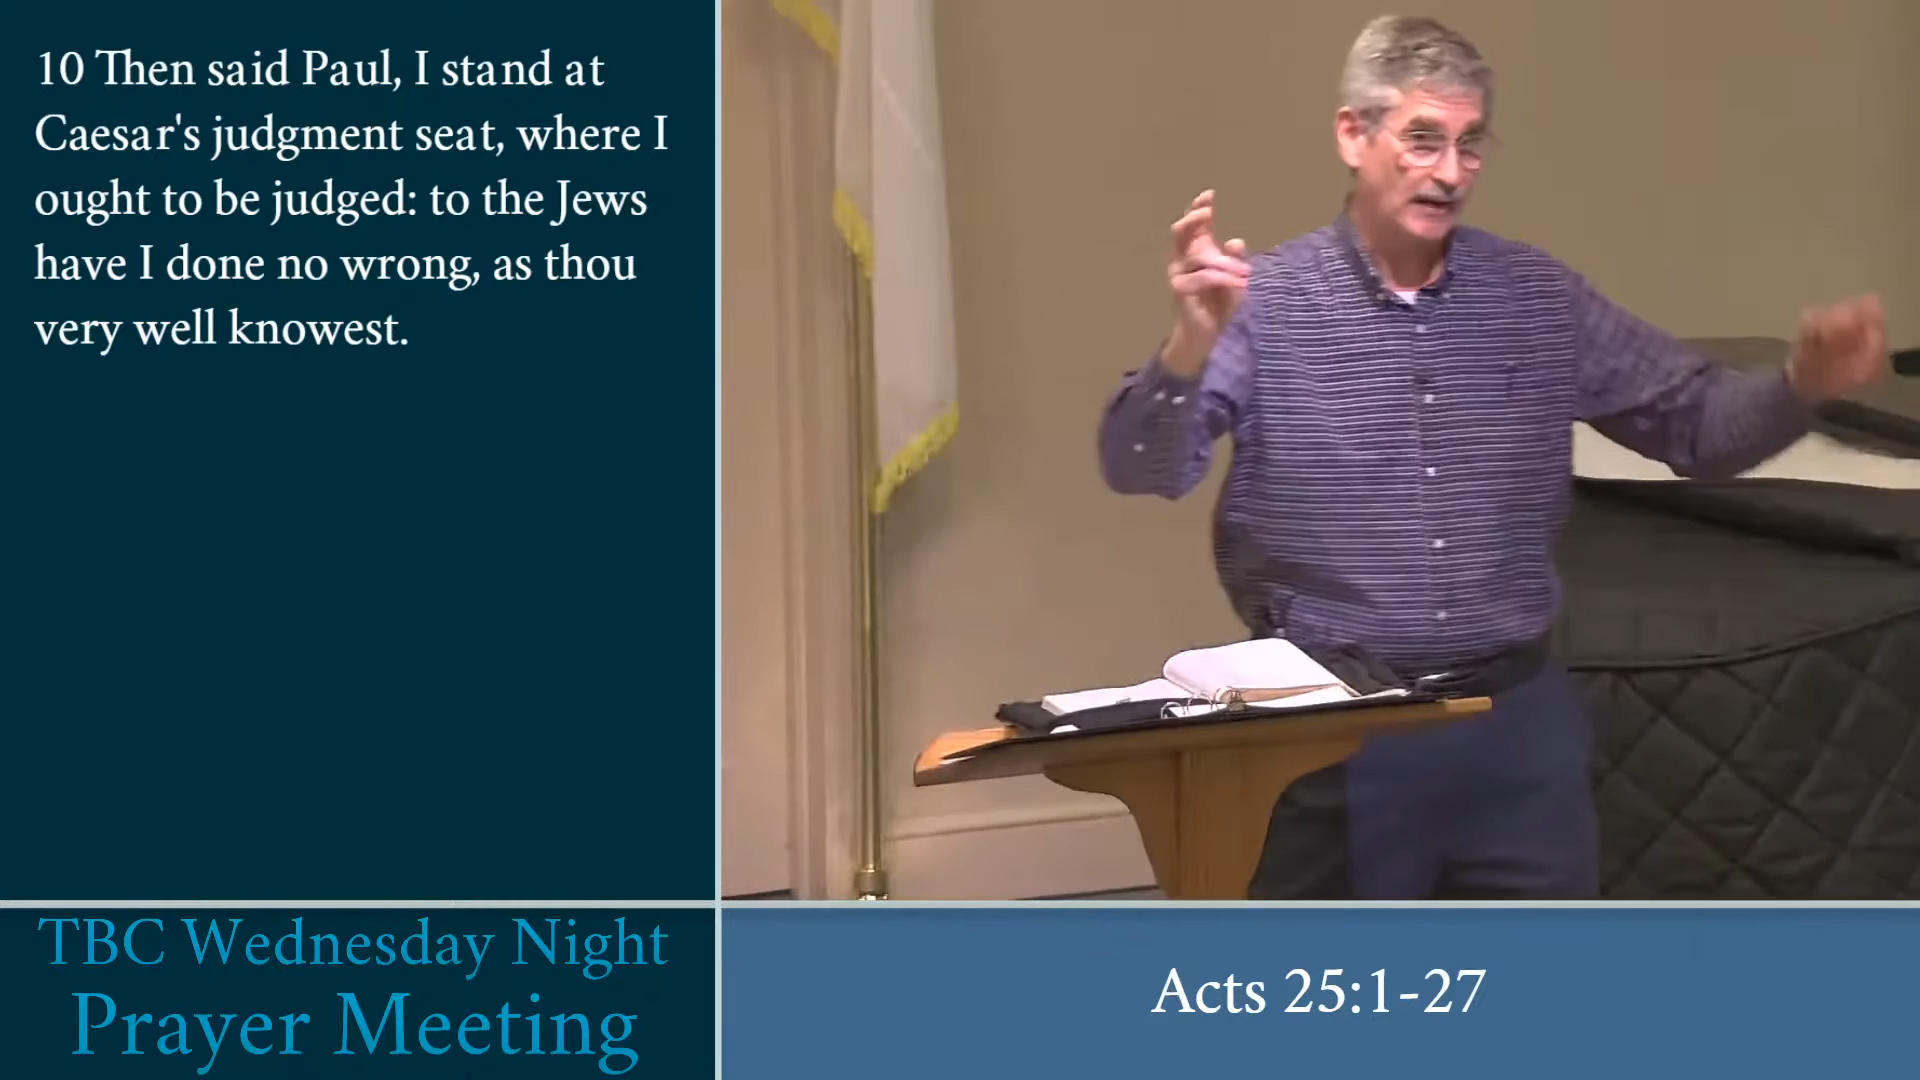 10 Then said Paul, I stand at
Caesar's judgment seat, where I
ought to be judged: to the Jews
have I done no wrong, as thou
very well knowest.
TBC Wednesday Night
Prayer Meeting
Acts 25:1-27